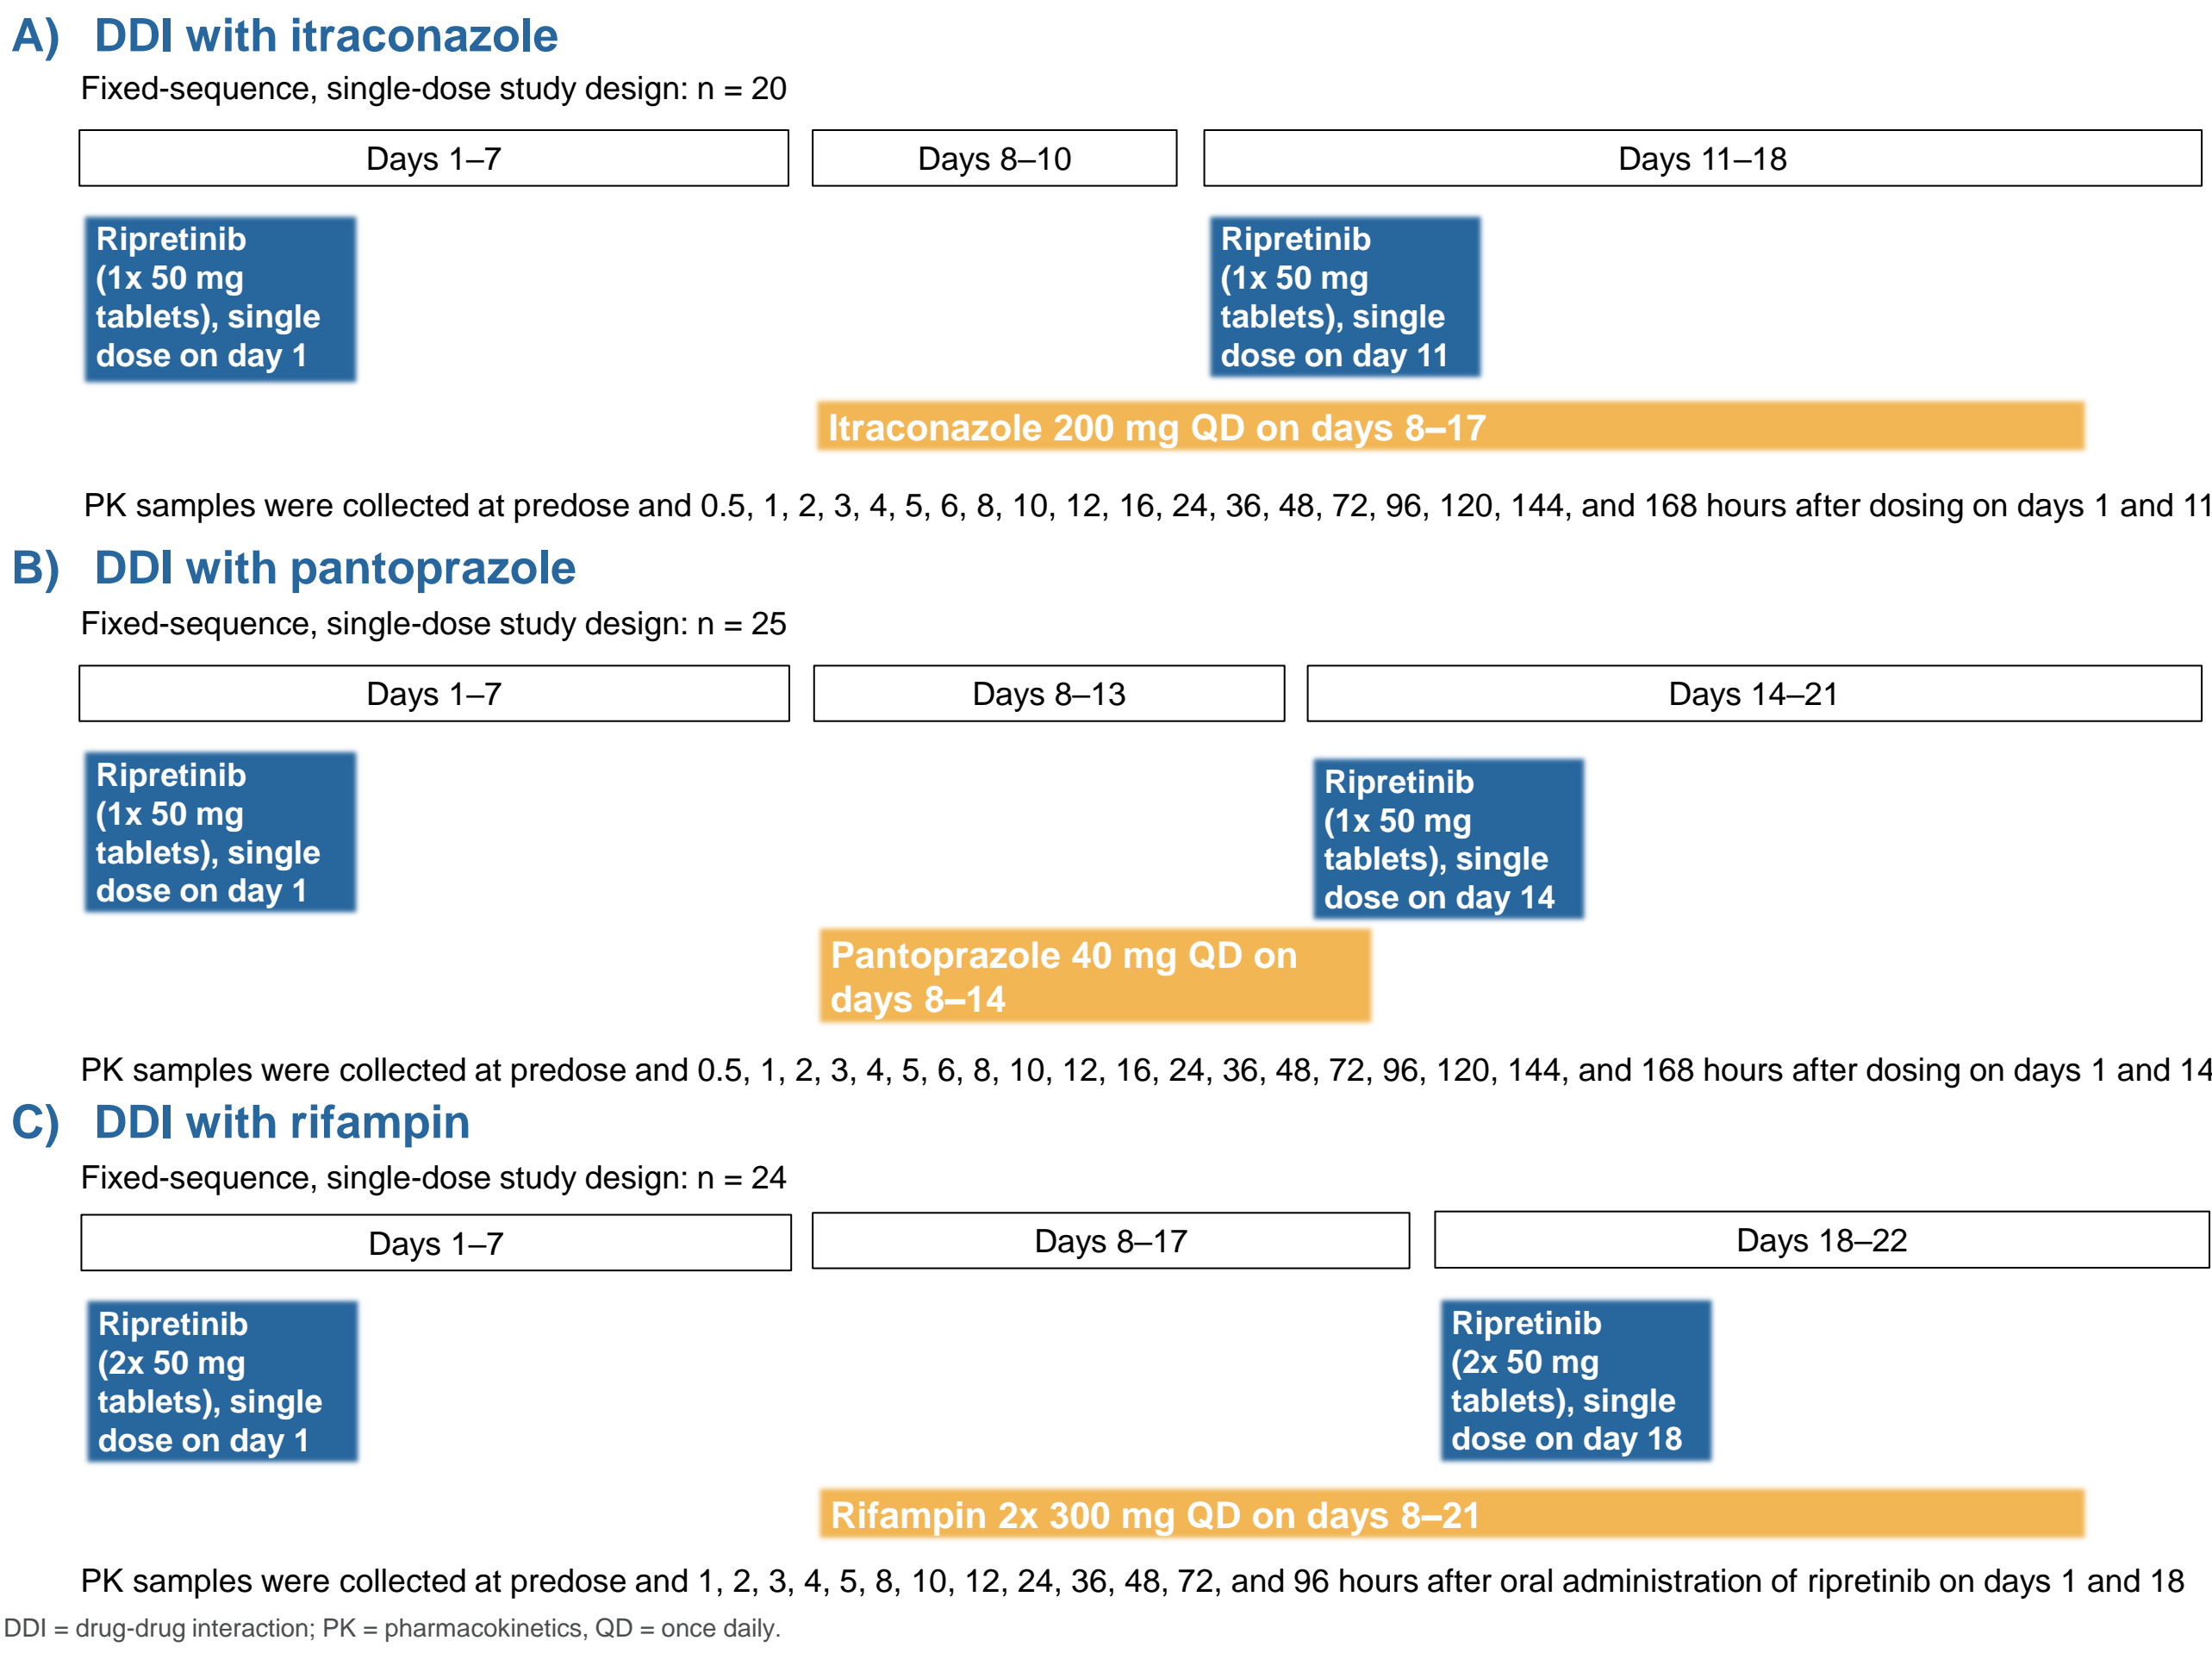 A) DDI with itraconazole
Fixed-sequence, single-dose study design: n = 20
Days 1–7
Days 8–10
Days 11–18
Ripretinib
(1x 50 mg
tablets), single
dose on day 1
Ripretinib
(1x 50 mg
tablets), single
dose on day 11
Itraconazole 200 mg QD on days 8–17
PK samples were collected at predose and 0.5, 1, 2, 3, 4, 5, 6, 8, 10, 12, 16, 24, 36, 48, 72, 96, 120, 144, and 168 hours after dosing on days 1 and 11
B) DDI with pantoprazole
Fixed-sequence, single-dose study design: n = 25
Days 1–7
Days 8–13
Days 14–21
Ripretinib
(1x 50 mg
tablets), single
dose on day 1
Ripretinib
(1x 50 mg
tablets), single
dose on day 14
Pantoprazole 40 mg QD on
days 8–14
PK samples were collected at predose and 0.5, 1, 2, 3, 4, 5, 6, 8, 10, 12, 16, 24, 36, 48, 72, 96, 120, 144, and 168 hours after dosing on days 1 and 14
C) DDI with rifampin
Fixed-sequence, single-dose study design: n = 24
Days 1–7
Days 8–17
Days 18–22
Ripretinib
(2x 50 mg
tablets), single
dose on day 1
Ripretinib
(2x 50 mg
tablets), single
dose on day 18
Rifampin 2x 300 mg QD on days 8–21
PK samples were collected at predose and 1, 2, 3, 4, 5, 8, 10, 12, 24, 36, 48, 72, and 96 hours after oral administration of ripretinib on days 1 and 18
DDI = drug-drug interaction; PK = pharmacokinetics, QD = once daily.